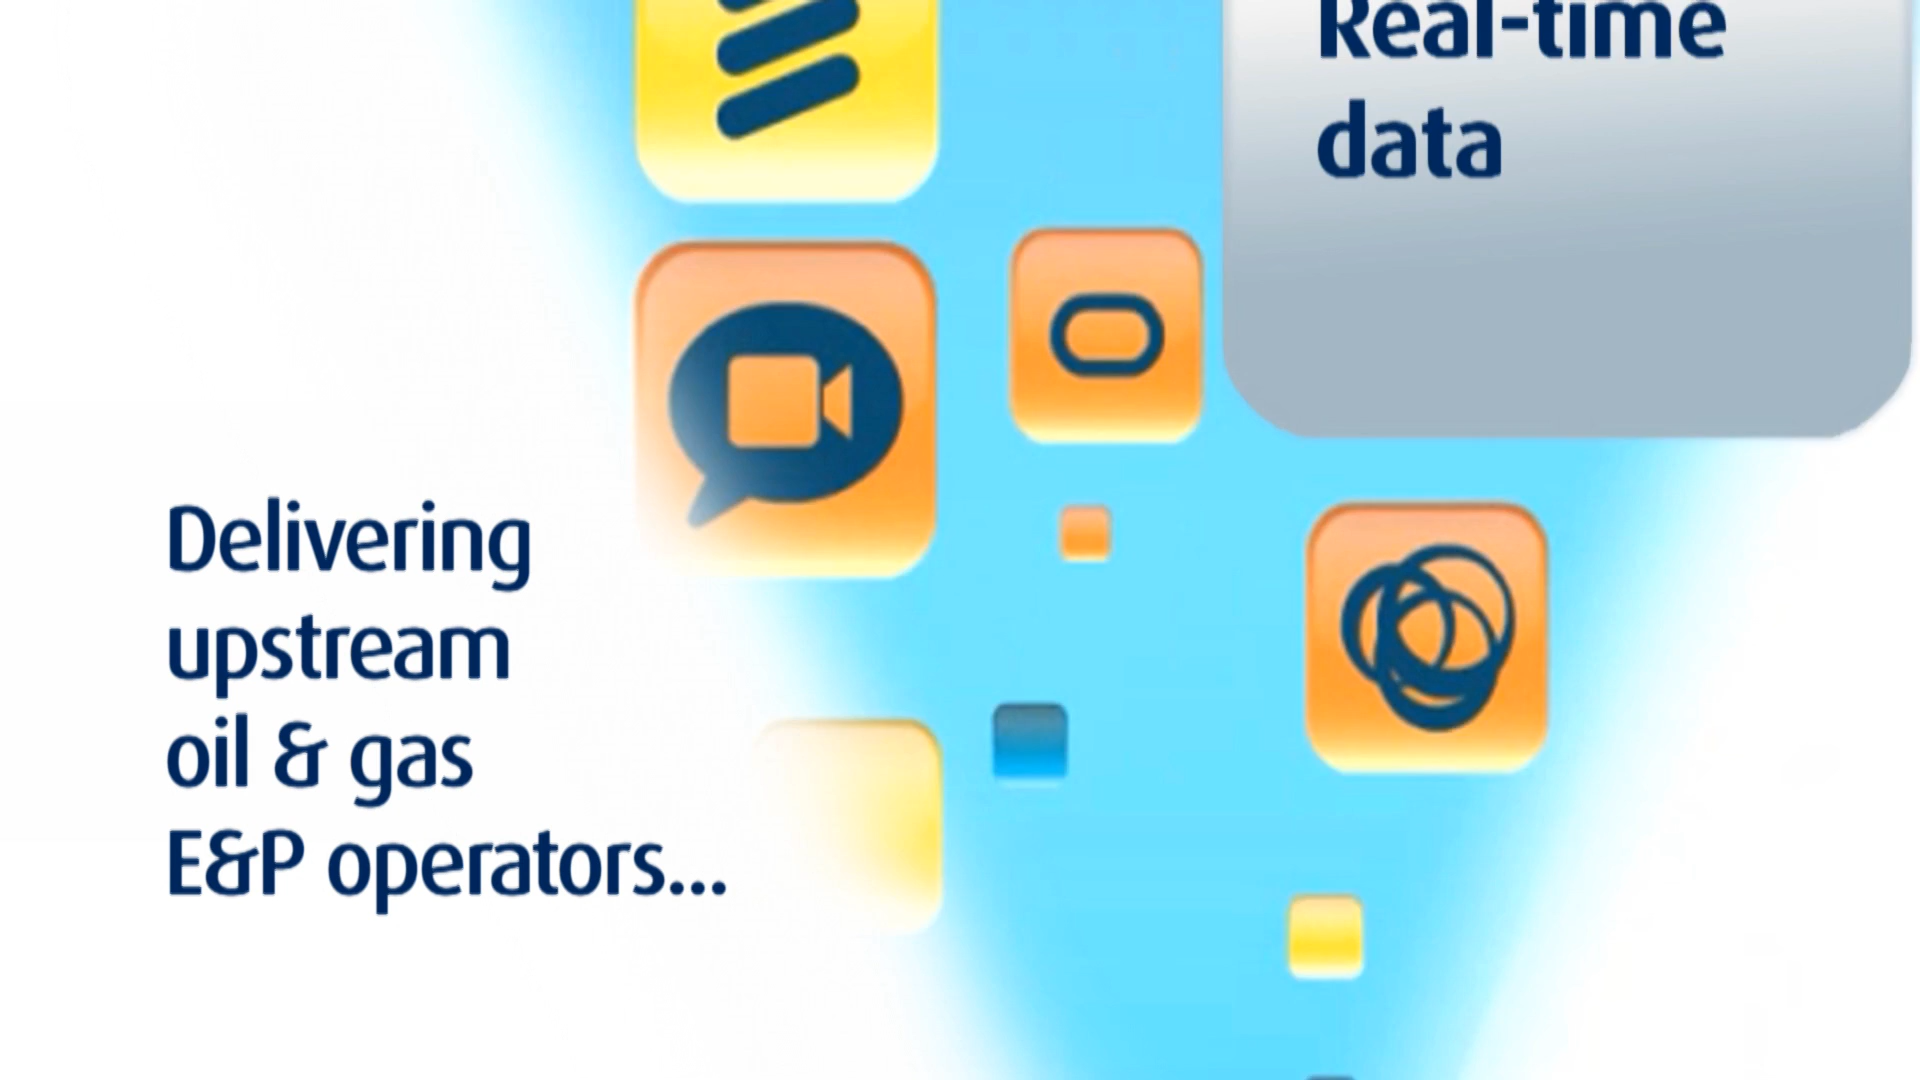 Real-time
data
Delivering
upstream
oil & gas
E&P operators...